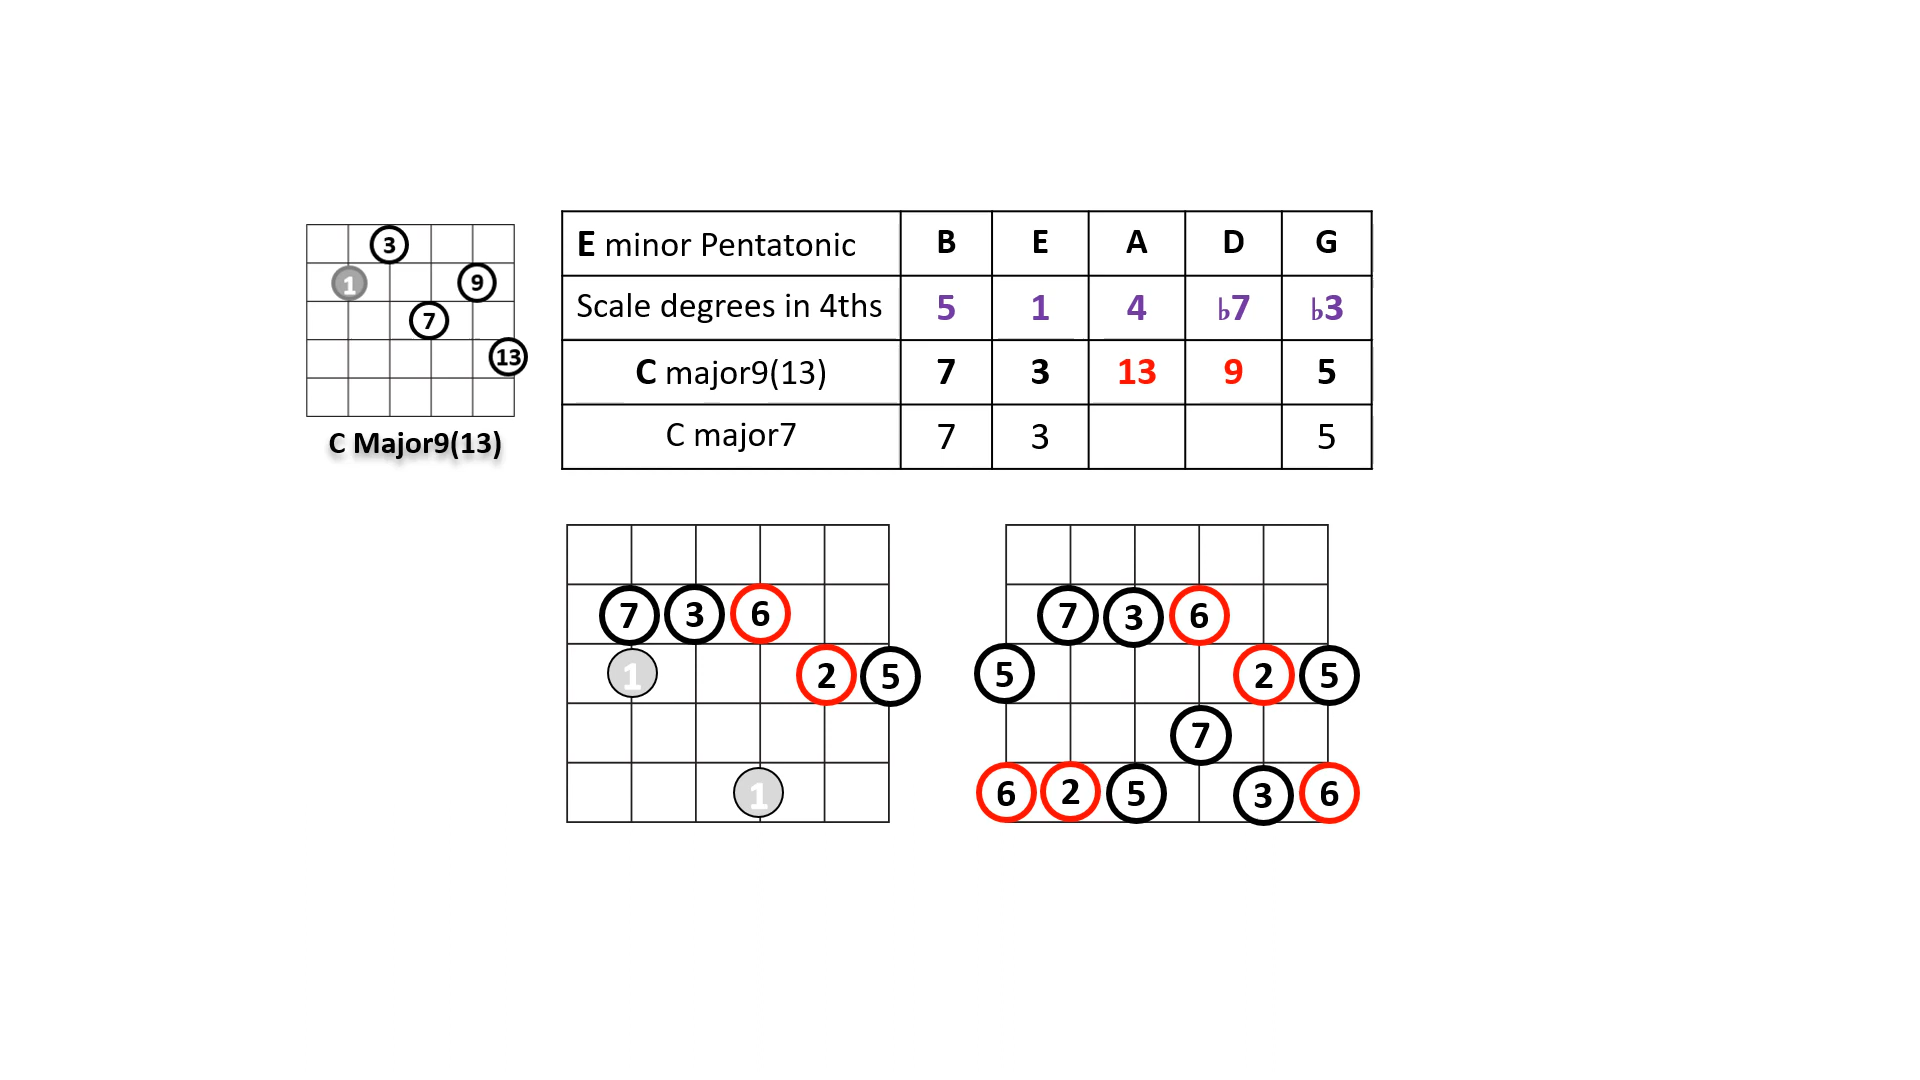 3
1 9
7
13
C Major9(13)
E minor Pentatonic B E A D G
Scale degrees in 4ths 5 1 4 ♭7 ♭3
C major9(13) 7 3 13 9 5
C major7 7 3 5
7 3 6
1 2 5
1
7 3 6
5 2 5
7
6 2 5 3 6